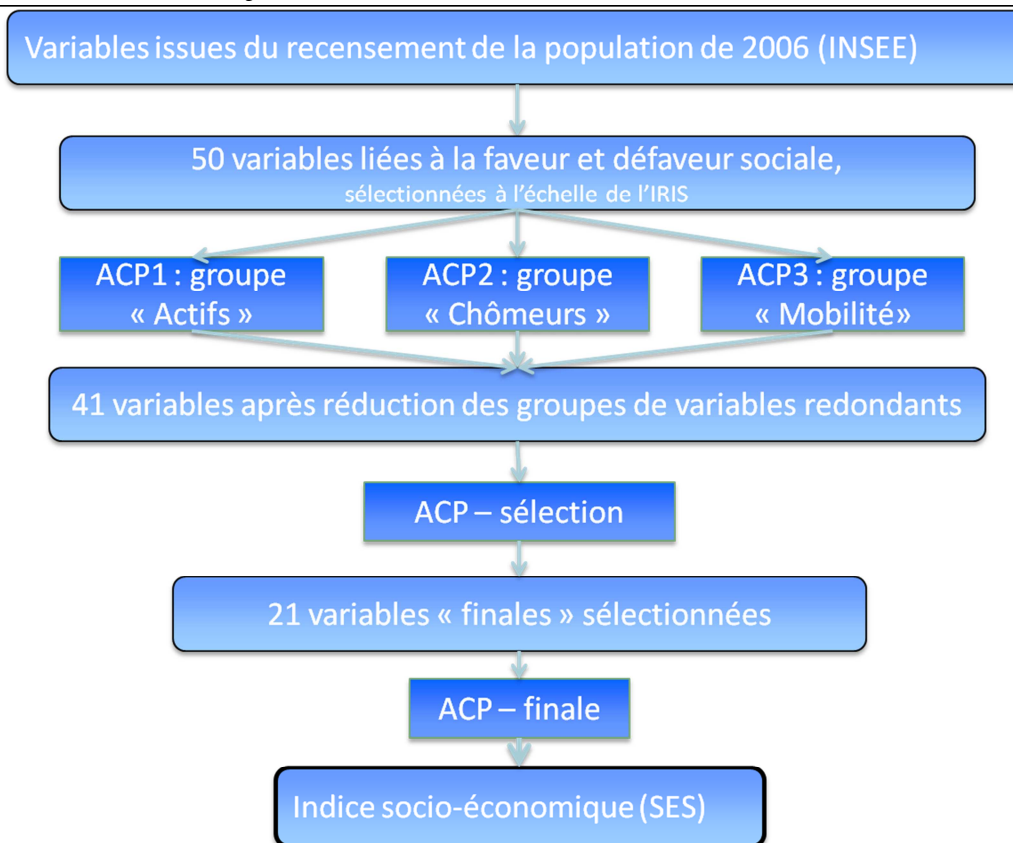 Variables issues du recensement de la population de 2006 (INSEE)
50 variables liées à la faveur et défaveur sociale,
sélectionnées à l'échelle de l'IRIS
ACP1 : groupe
« Actifs »
ACP2 : groupe
« Chômeurs »
ACP3 : groupe
« Mobilité»
41 variables après réduction des groupes de variables redondants
ACP – sélection
21 variables « finales » sélectionnées
ACP – finale
Indice socio-économique (SES)